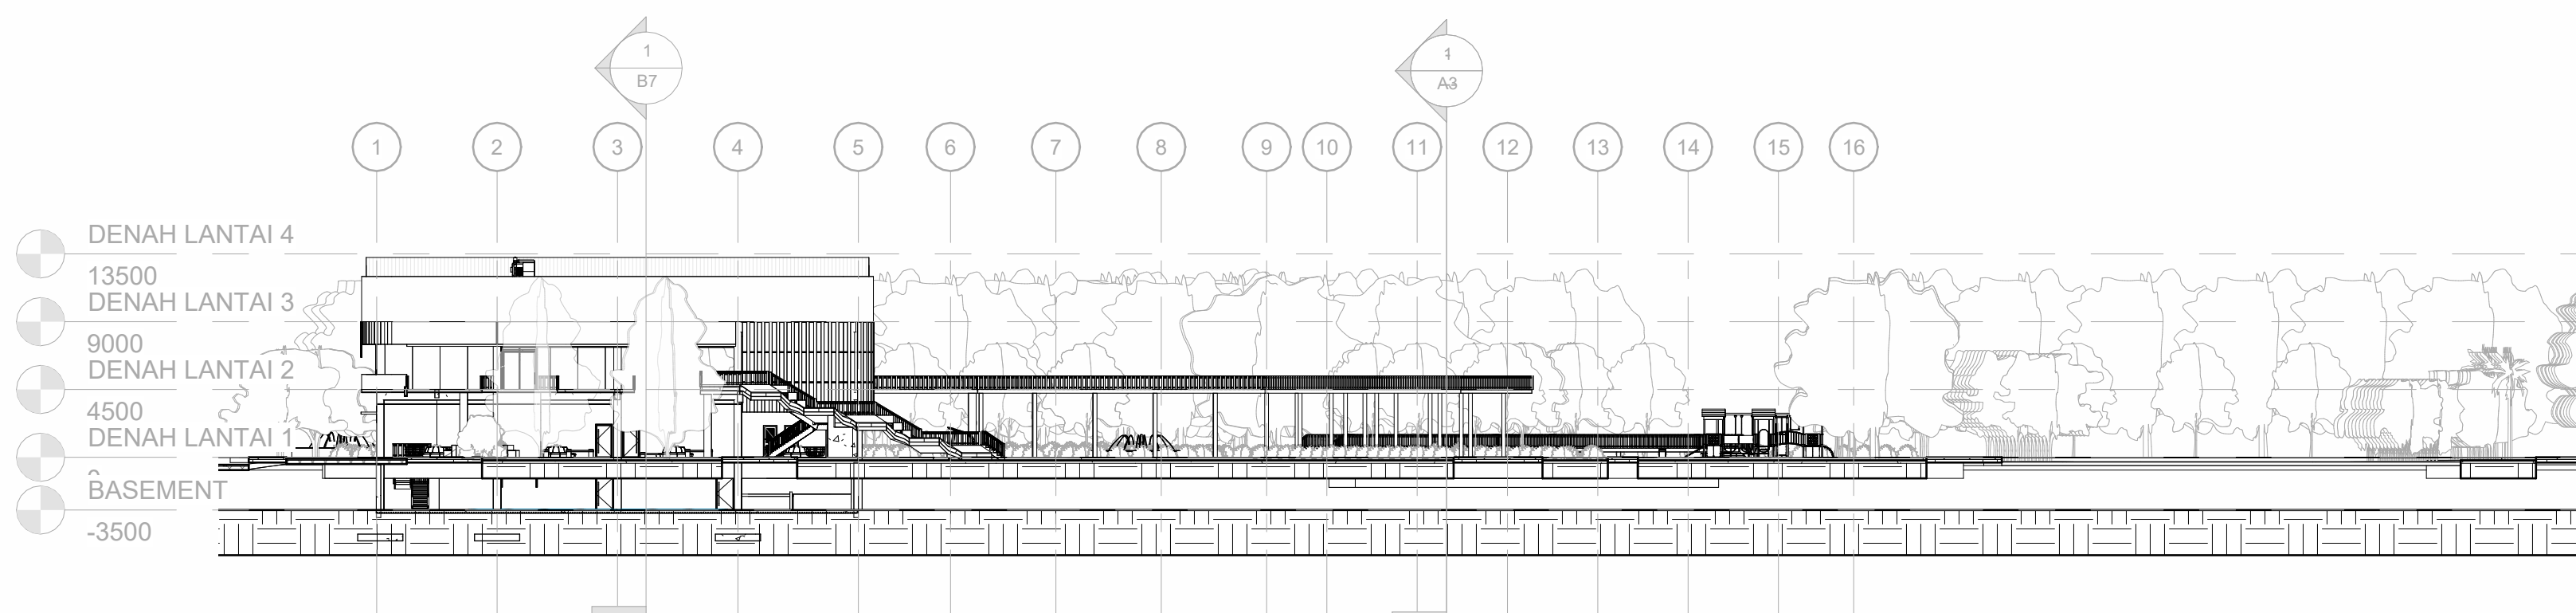 1
B7
1
A3
1 2 3 4 5 6 7 8 9 10 11 12 13 14 15 16
DENAH LANTAI 4
13500
DENAH LANTAI 3
9000
DENAH LANTAI 2
4500
DENAH LANTAI 1
BASEMENT
-3500